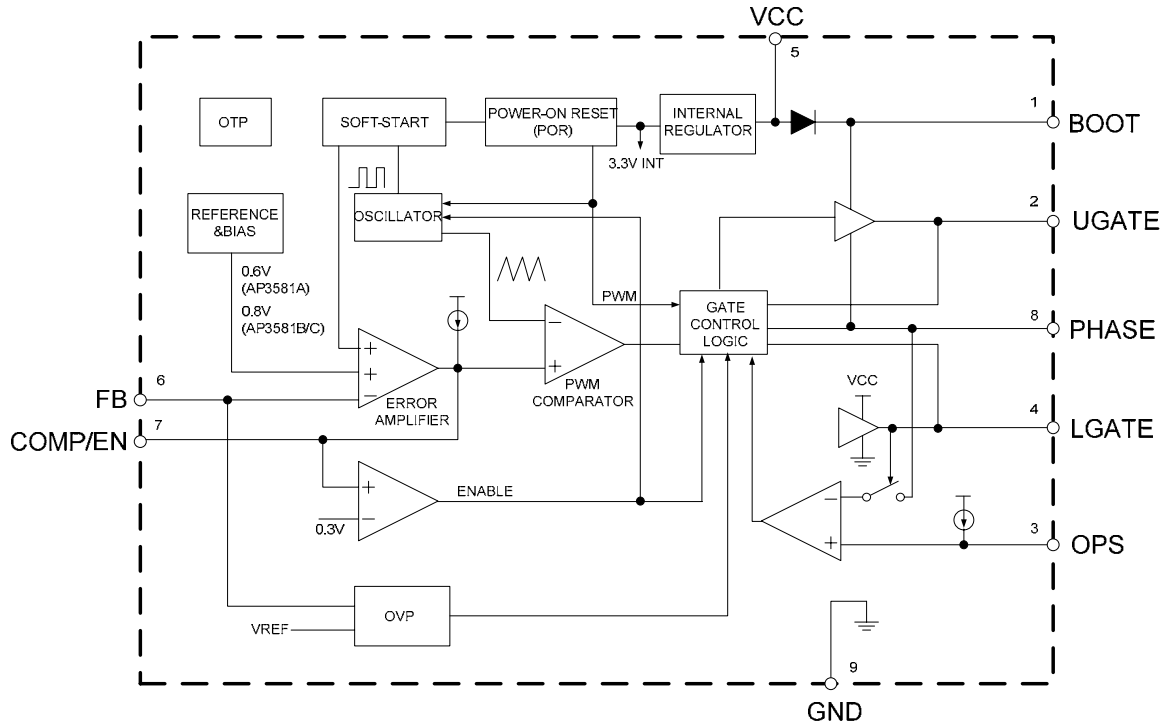 VCC
5
1
BOOT
OTP
SOFT-START
POWER-ON RESET
(POR)
INTERNAL
REGULATOR
3.3V INT
REFERENCE
&BIAS
OSCILLATOR
2
UGATE
0.6V
(AP3581A)
0.8V
(AP3581B/C)
PWM
GATE
CONTROL
LOGIC
8
PHASE
+
+
−
ERROR
AMPLIFIER
−
+
PWM
COMPARATOR
6
FB
7
COMP/EN
VCC
4
LGATE
+
−
0.3V
ENABLE
−
+
3
OPS
OVP
VREF
9
GND